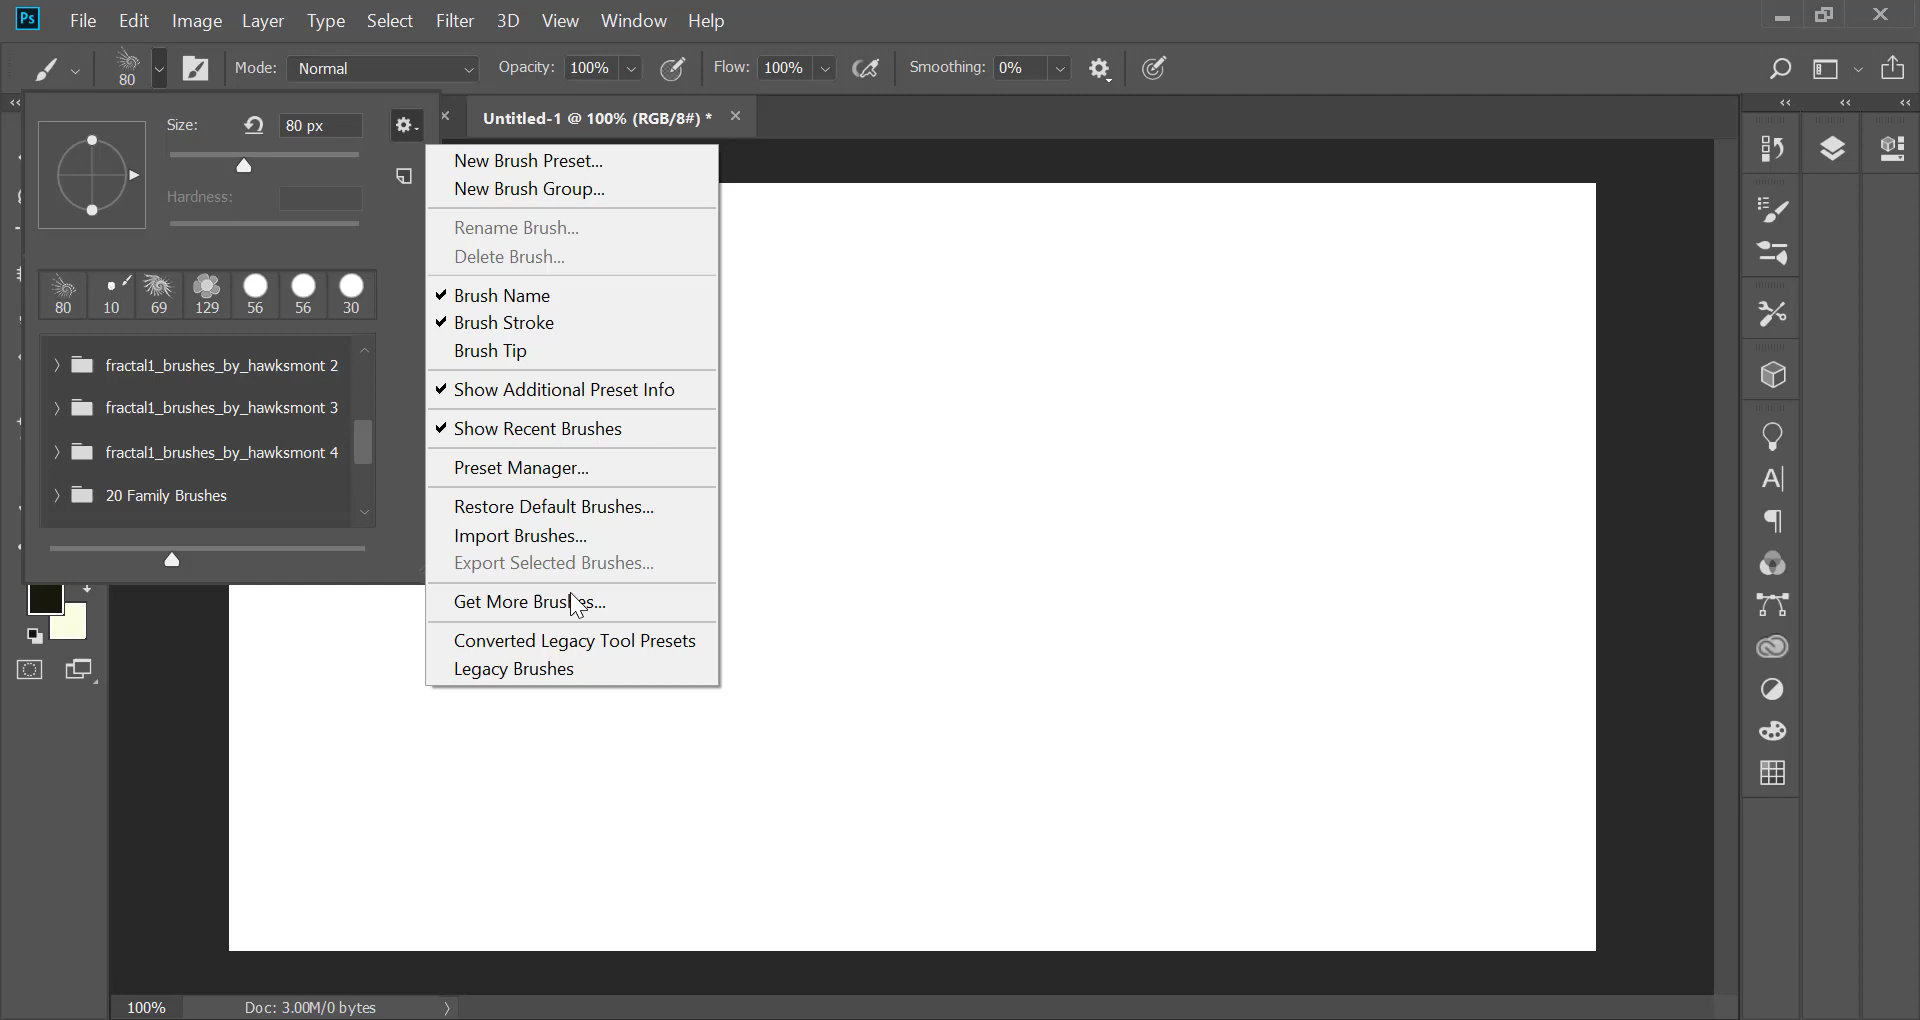 Ps
File Edit Image Layer Type Select Filter 3D View Window Help
80 Mode: Normal Opacity: 100% Flow: 100% Smoothing: 0%
Untitled-1 @ 100% (RGB/8#) *
Size: 80 px
Hardness:
80 10 69 129 56 56 30
fractal1_brushes_by_hawksmont 2
fractal1_brushes_by_hawksmont 3
fractal1_brushes_by_hawksmont 4
20 Family Brushes
New Brush Preset...
New Brush Group...
Rename Brush...
Delete Brush...
Brush Name
Brush Stroke
Brush Tip
Show Additional Preset Info
Show Recent Brushes
Preset Manager...
Restore Default Brushes...
Import Brushes...
Export Selected Brushes...
Get More Brushes...
Converted Legacy Tool Presets
Legacy Brushes
100% Doc: 3.00M/0 bytes